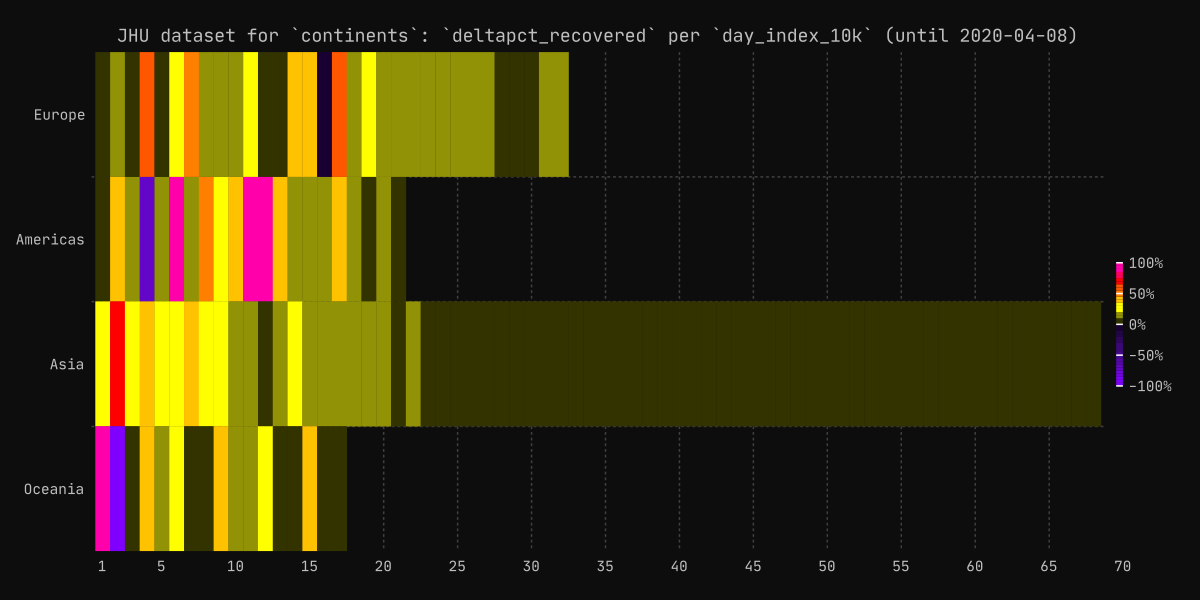 JHU dataset for `continents`: `deltapct_recovered` per `day_index_10k` (until 2020-04-08)
Europe
Americas
Asia
Oceania
100%
50%
0%
-50%
-100%
1 5 10 15 20 25 30 35 40 45 50 55 60 65 70